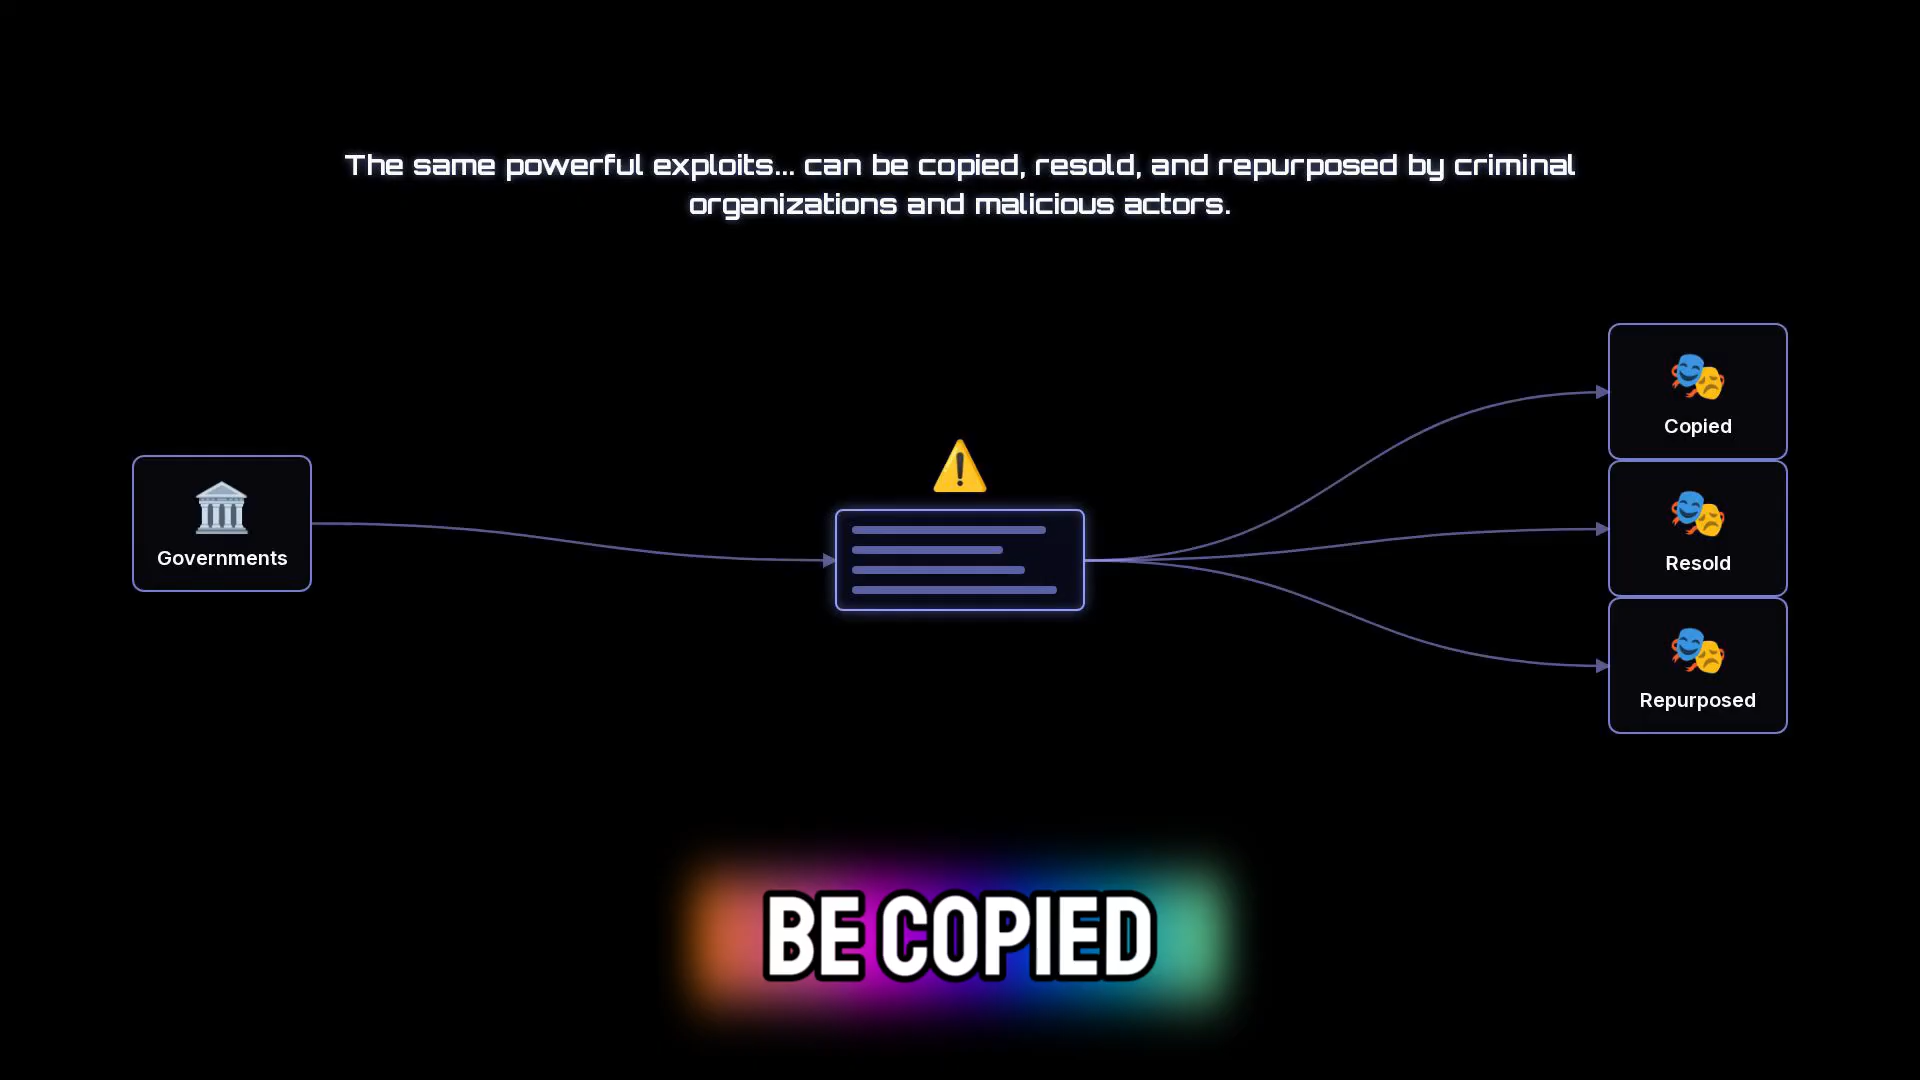 The same powerful exploits... can be copied, resold, and repurposed by criminal
organizations and malicious actors.
Governments
Copied
Resold
Repurposed
BE COPIED